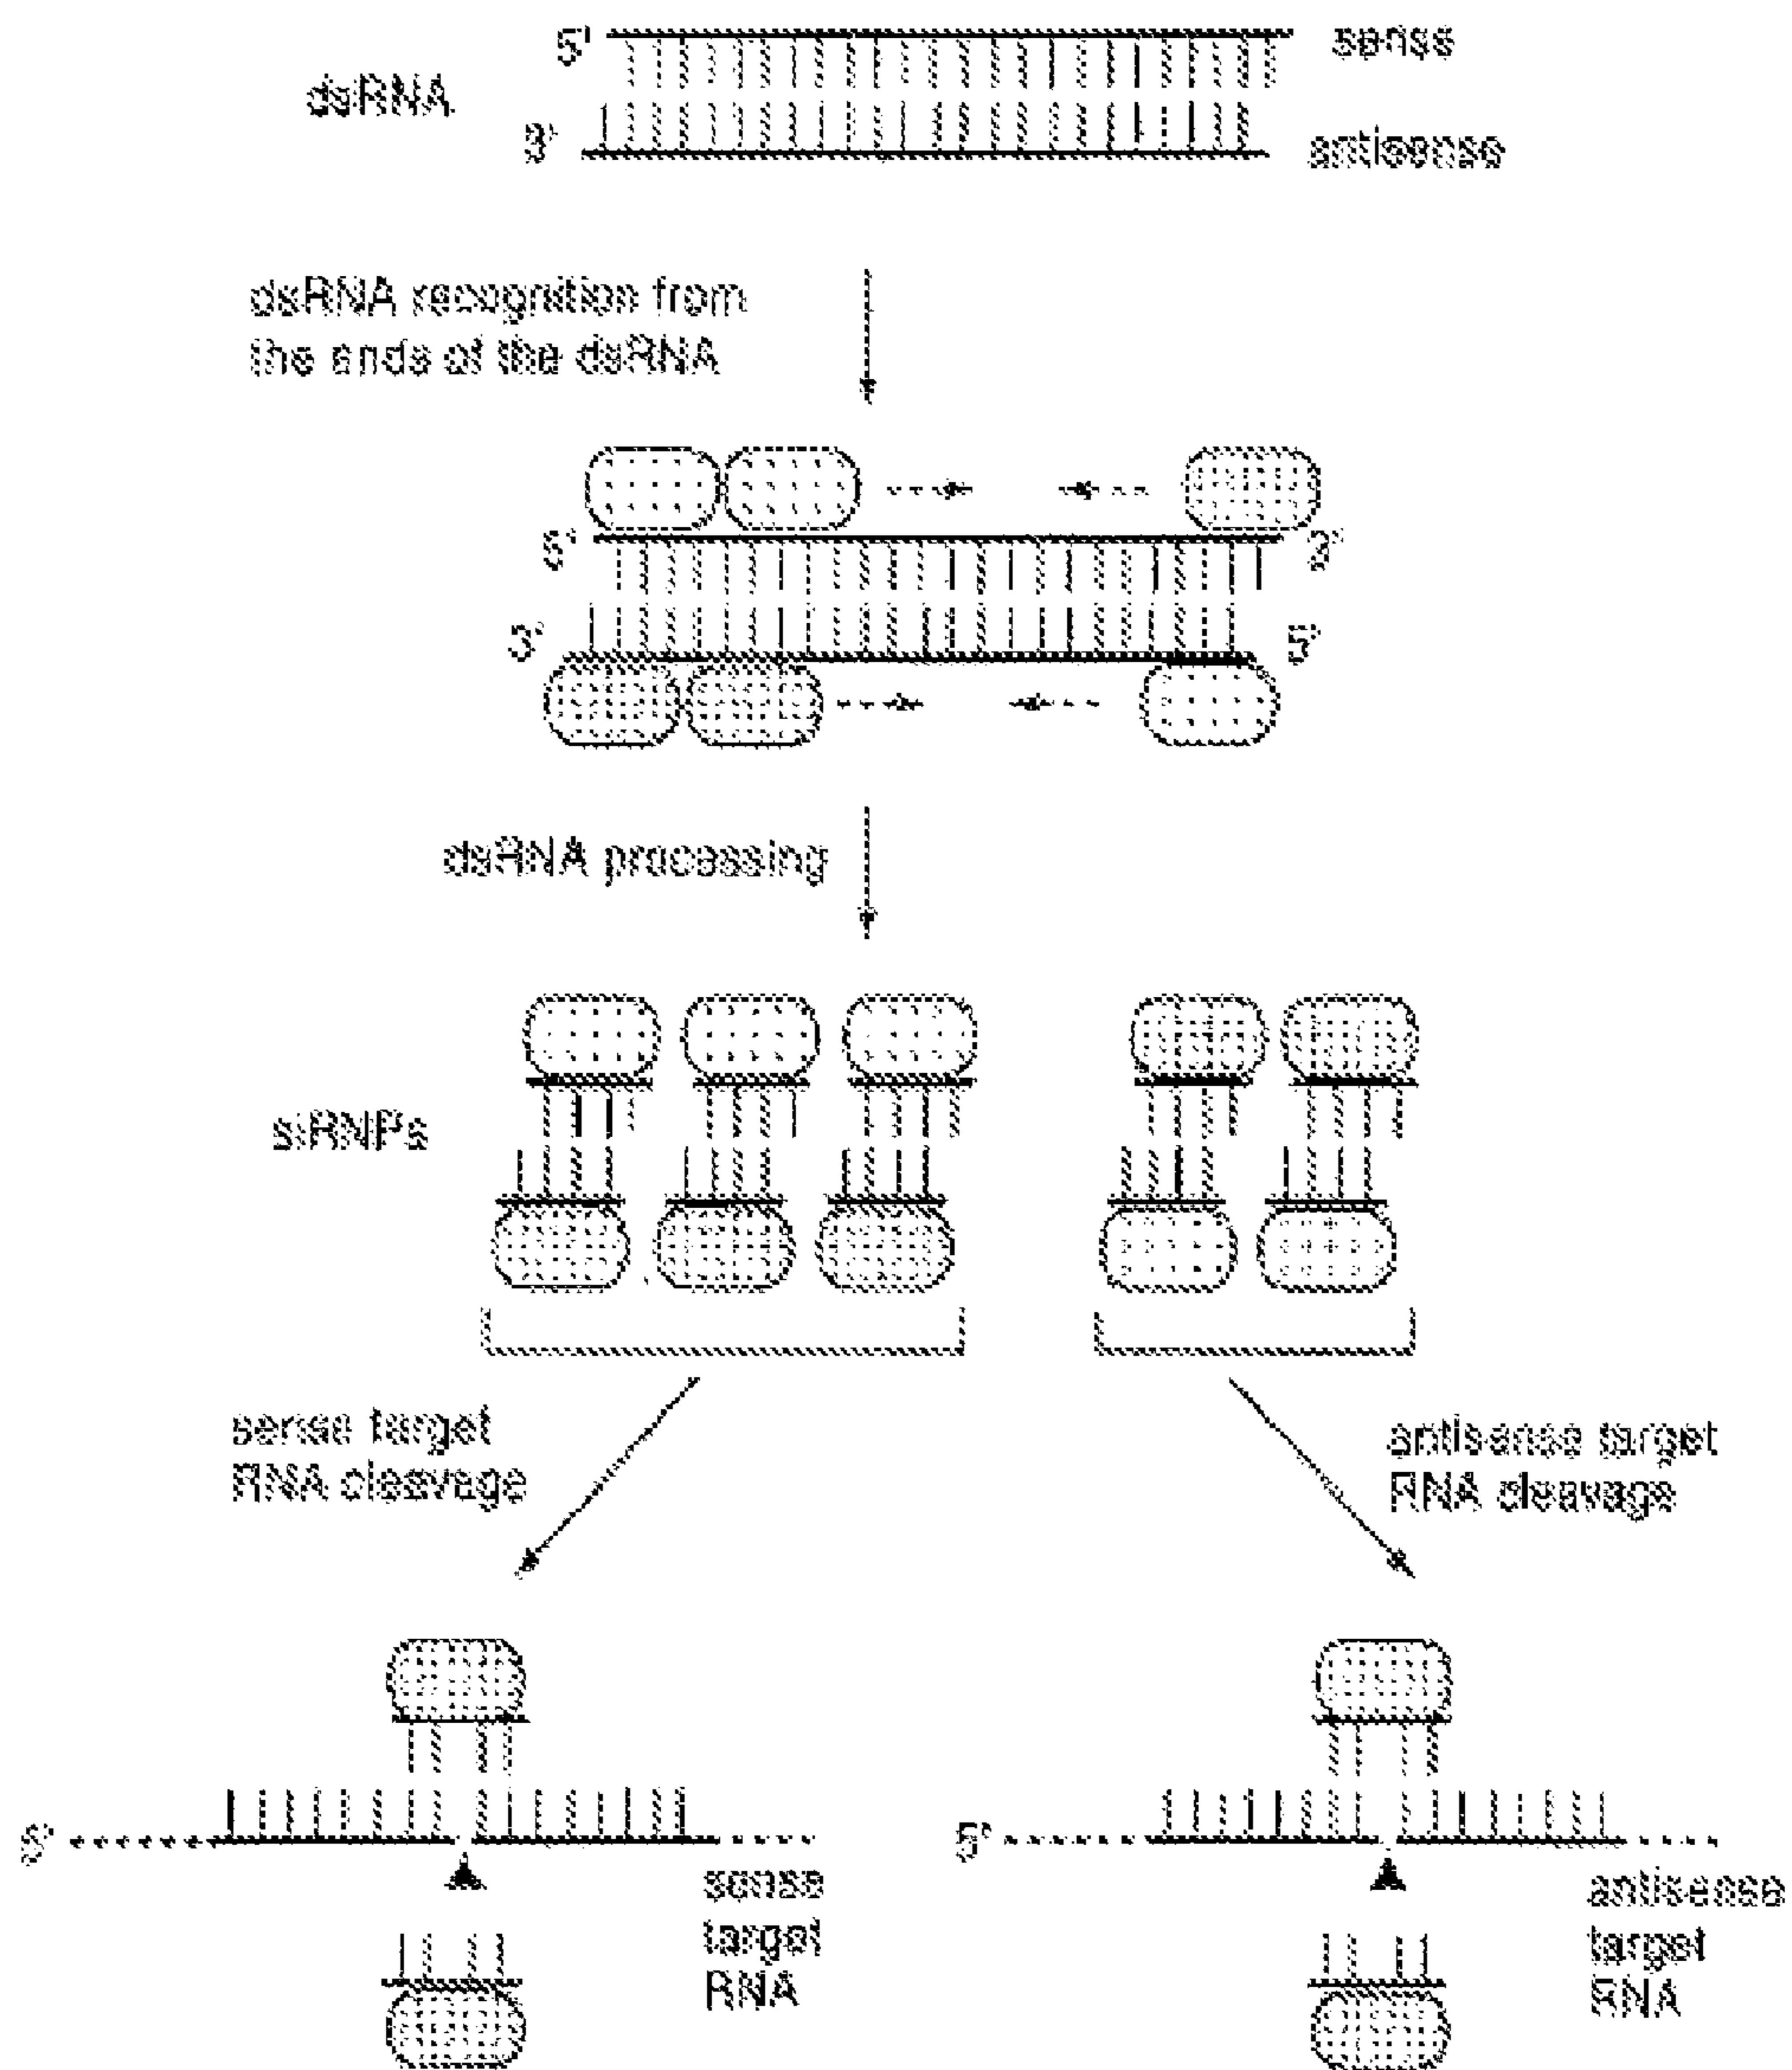 5' sense
dsRNA
3' antisense
dsRNA recognition from
the ends of the dsRNA
5' 3'
3' 5'
dsRNA processing
siRNPs
sense target
RNA cleavage
antisense target
RNA cleavage
5'
5'
sense
target
RNA
antisense
target
RNA